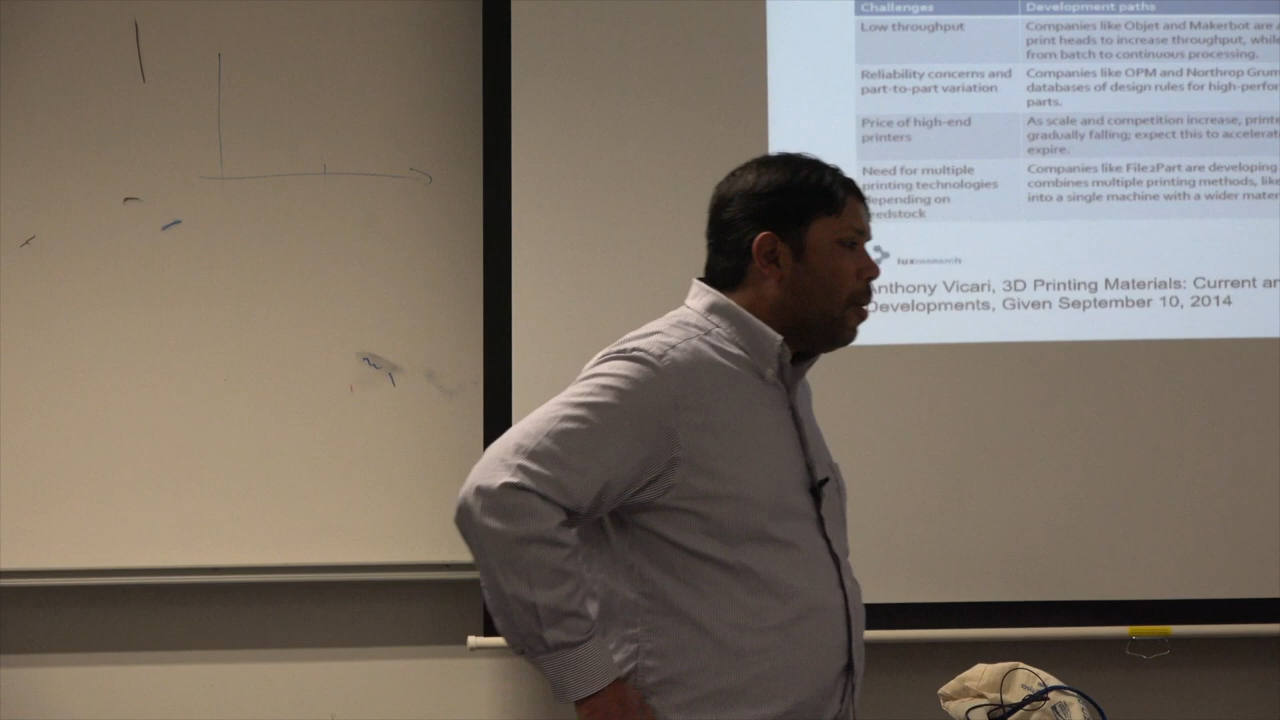 Challenges
Development paths
Low throughput
Companies like Objet and Makerbot are
print heads to increase throughput, while
from batch to continuous processing.
Reliability concerns and
part-to-part variation
Companies like OPM and Northrop Grum
databases of design rules for high-perfor
parts.
Price of high-end
printers
As scale and competition increase, printe
gradually falling; expect this to accelerat
expire.
Need for multiple
printing technologies
depending on
eedstock
Companies like File2Part are developing
combines multiple printing methods, like
into a single machine with a wider mater
luxresearch
Anthony Vicari, 3D Printing Materials: Current an
Developments, Given September 10, 2014